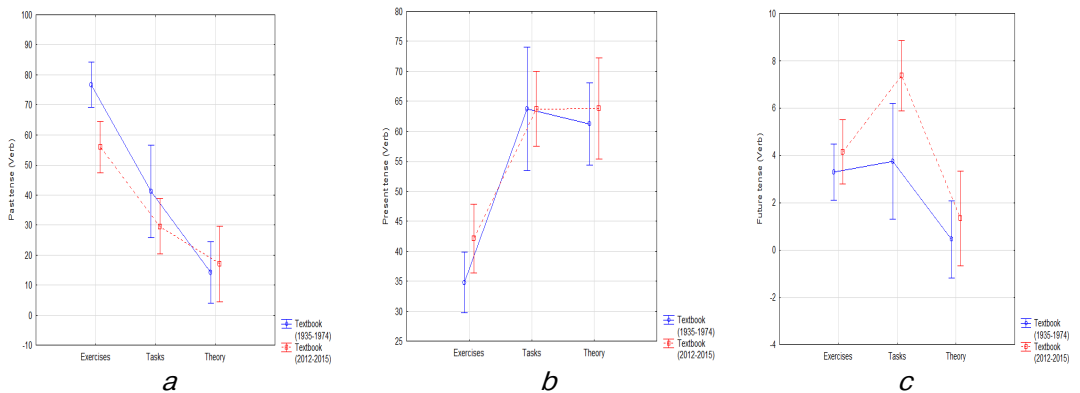 Past tense (Verb)
100
90
80
70
60
50
40
30
20
10
0
-10
Exercises
Tasks
Theory
Textbook
(1935-1974)
Textbook
(2012-2015)
a
Present tense (Verb)
80
75
70
65
60
55
50
45
40
35
30
25
Exercises
Tasks
Theory
Textbook
(1935-1974)
Textbook
(2012-2015)
b
Future tense (Verb)
10
8
6
4
2
0
-2
-4
Exercises
Tasks
Theory
Textbook
(1935-1974)
Textbook
(2012-2015)
c